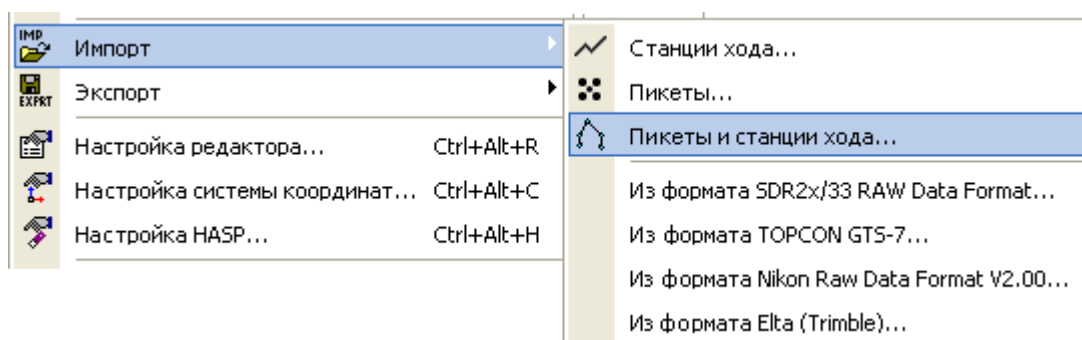 IMP
Импорт
EXPRT
Экспорт
Настройка редактора... Ctrl+Alt+R
Настройка системы координат... Ctrl+Alt+C
Настройка HASP... Ctrl+Alt+H
Станции хода...
Пикеты...
Пикеты и станции хода...
Из формата SDR2x/33 RAW Data Format...
Из формата TOPCON GTS-7...
Из формата Nikon Raw Data Format V2.00...
Из формата Elta (Trimble)...